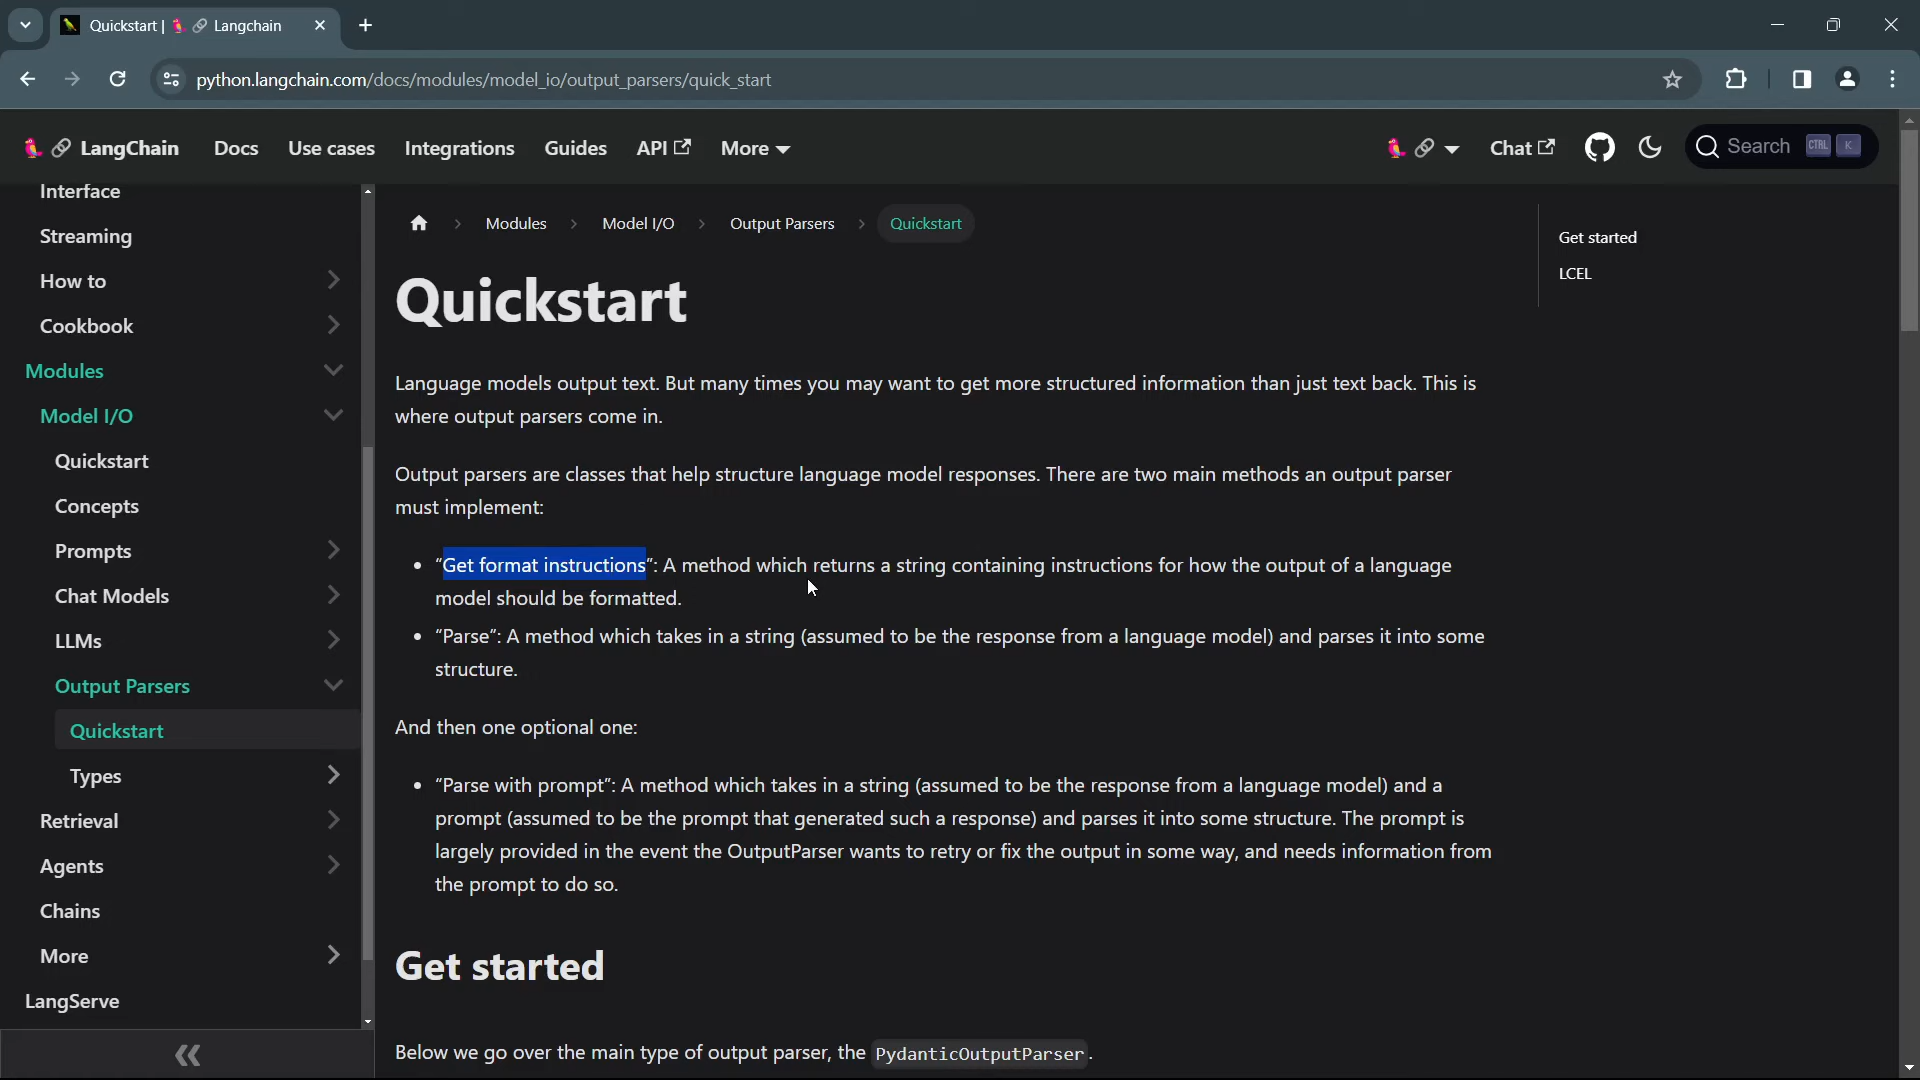 Quickstart | 🦜️🔗 Langchain
python.langchain.com/docs/modules/model_io/output_parsers/quick_start
🦜️🔗 LangChain Docs Use cases Integrations Guides API More 🦜️🔗 Chat Search CTRL K
Interface
Streaming
How to
Cookbook
Modules
Model I/O
Quickstart
Concepts
Prompts
Chat Models
LLMs
Output Parsers
Quickstart
Types
Retrieval
Agents
Chains
More
LangServe
Modules > Model I/O > Output Parsers > Quickstart
Quickstart
Language models output text. But many times you may want to get more structured information than just text back. This is
where output parsers come in.
Output parsers are classes that help structure language model responses. There are two main methods an output parser
must implement:
• “Get format instructions”: A method which returns a string containing instructions for how the output of a language
model should be formatted.
• “Parse”: A method which takes in a string (assumed to be the response from a language model) and parses it into some
structure.
And then one optional one:
• “Parse with prompt”: A method which takes in a string (assumed to be the response from a language model) and a
prompt (assumed to be the prompt that generated such a response) and parses it into some structure. The prompt is
largely provided in the event the OutputParser wants to retry or fix the output in some way, and needs information from
the prompt to do so.
Get started
Below we go over the main type of output parser, the PydanticOutputParser.
Get started
LCEL